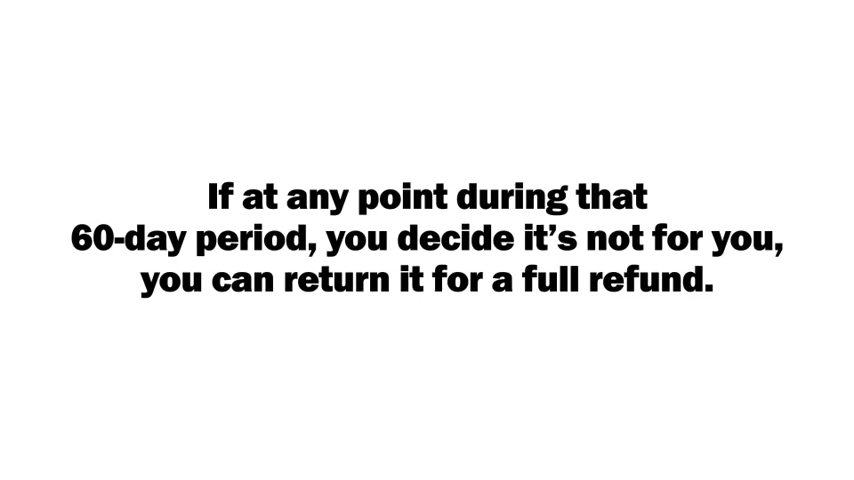 If at any point during that
60-day period, you decide it’s not for you,
you can return it for a full refund.